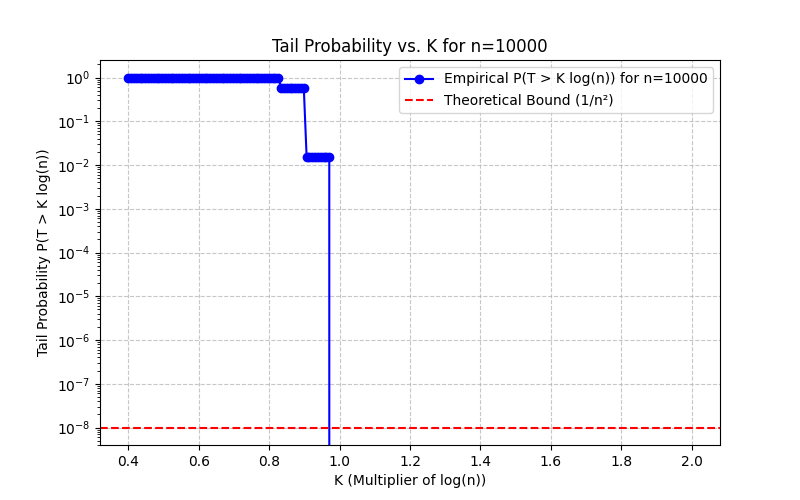 Tail Probability vs. K for n=10000
Tail Probability P(T > K log(n))
10⁰
10⁻¹
10⁻²
10⁻³
10⁻⁴
10⁻⁵
10⁻⁶
10⁻⁷
10⁻⁸
Empirical P(T > K log(n)) for n=10000
Theoretical Bound (1/n²)
0.4 0.6 0.8 1.0 1.2 1.4 1.6 1.8 2.0
K (Multiplier of log(n))